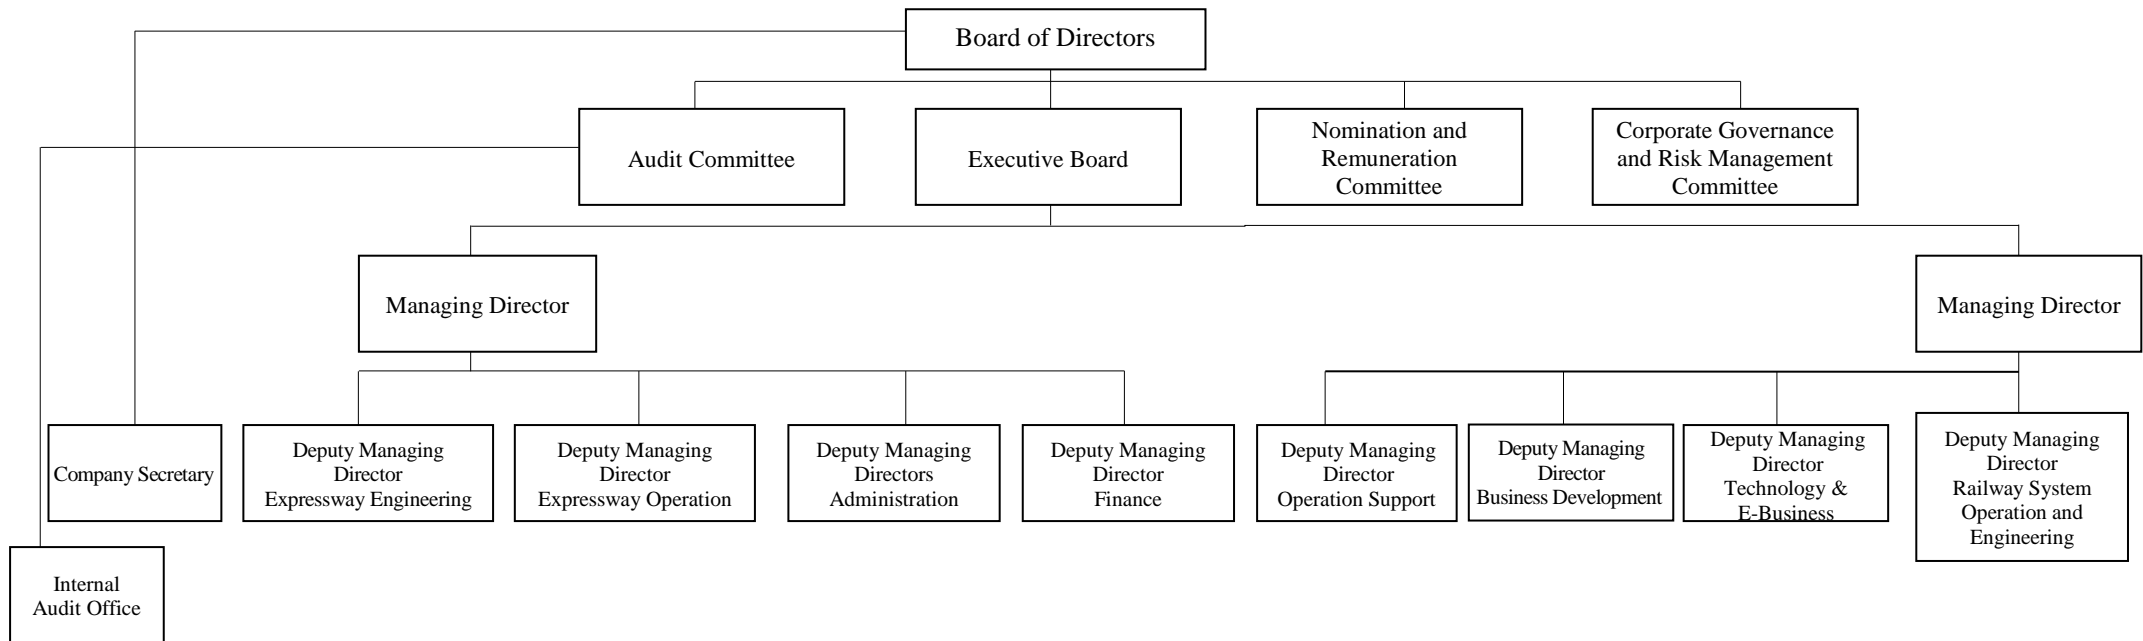 Board of Directors
Audit Committee
Executive Board
Nomination and
Remuneration
Committee
Corporate Governance
and Risk Management
Committee
Managing Director
Managing Director
Company Secretary
Deputy Managing
Director
Expressway Engineering
Deputy Managing
Director
Expressway Operation
Deputy Managing
Directors
Administration
Deputy Managing
Director
Finance
Deputy Managing
Director
Operation Support
Deputy Managing
Director
Business Development
Deputy Managing
Director
Technology &
E-Business
Deputy Managing
Director
Railway System
Operation and
Engineering
Internal
Audit Office